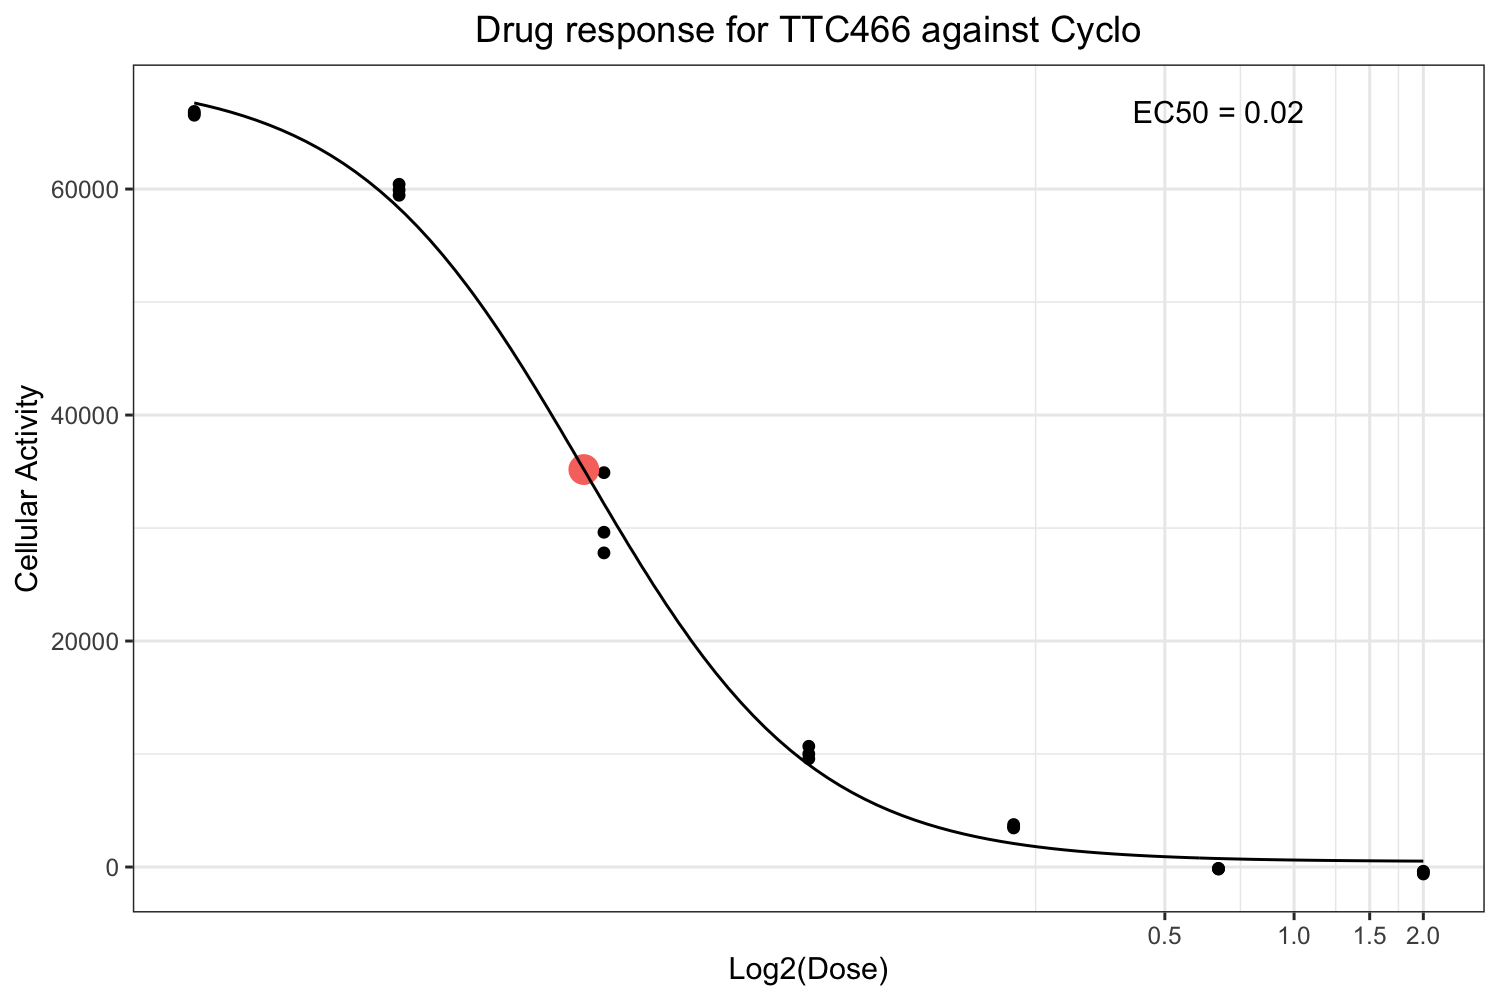 Drug response for TTC466 against Cyclo
EC50 = 0.02
60000
40000
20000
0
Cellular Activity
0.5 1.0 1.5 2.0
Log2(Dose)